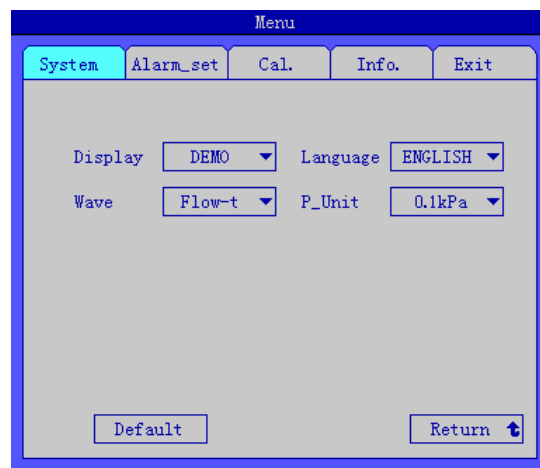 Menu
System Alarm_set Cal. Info. Exit
Display DEMO Language ENGLISH
Wave Flow-t P_Unit 0.1kPa
Default Return